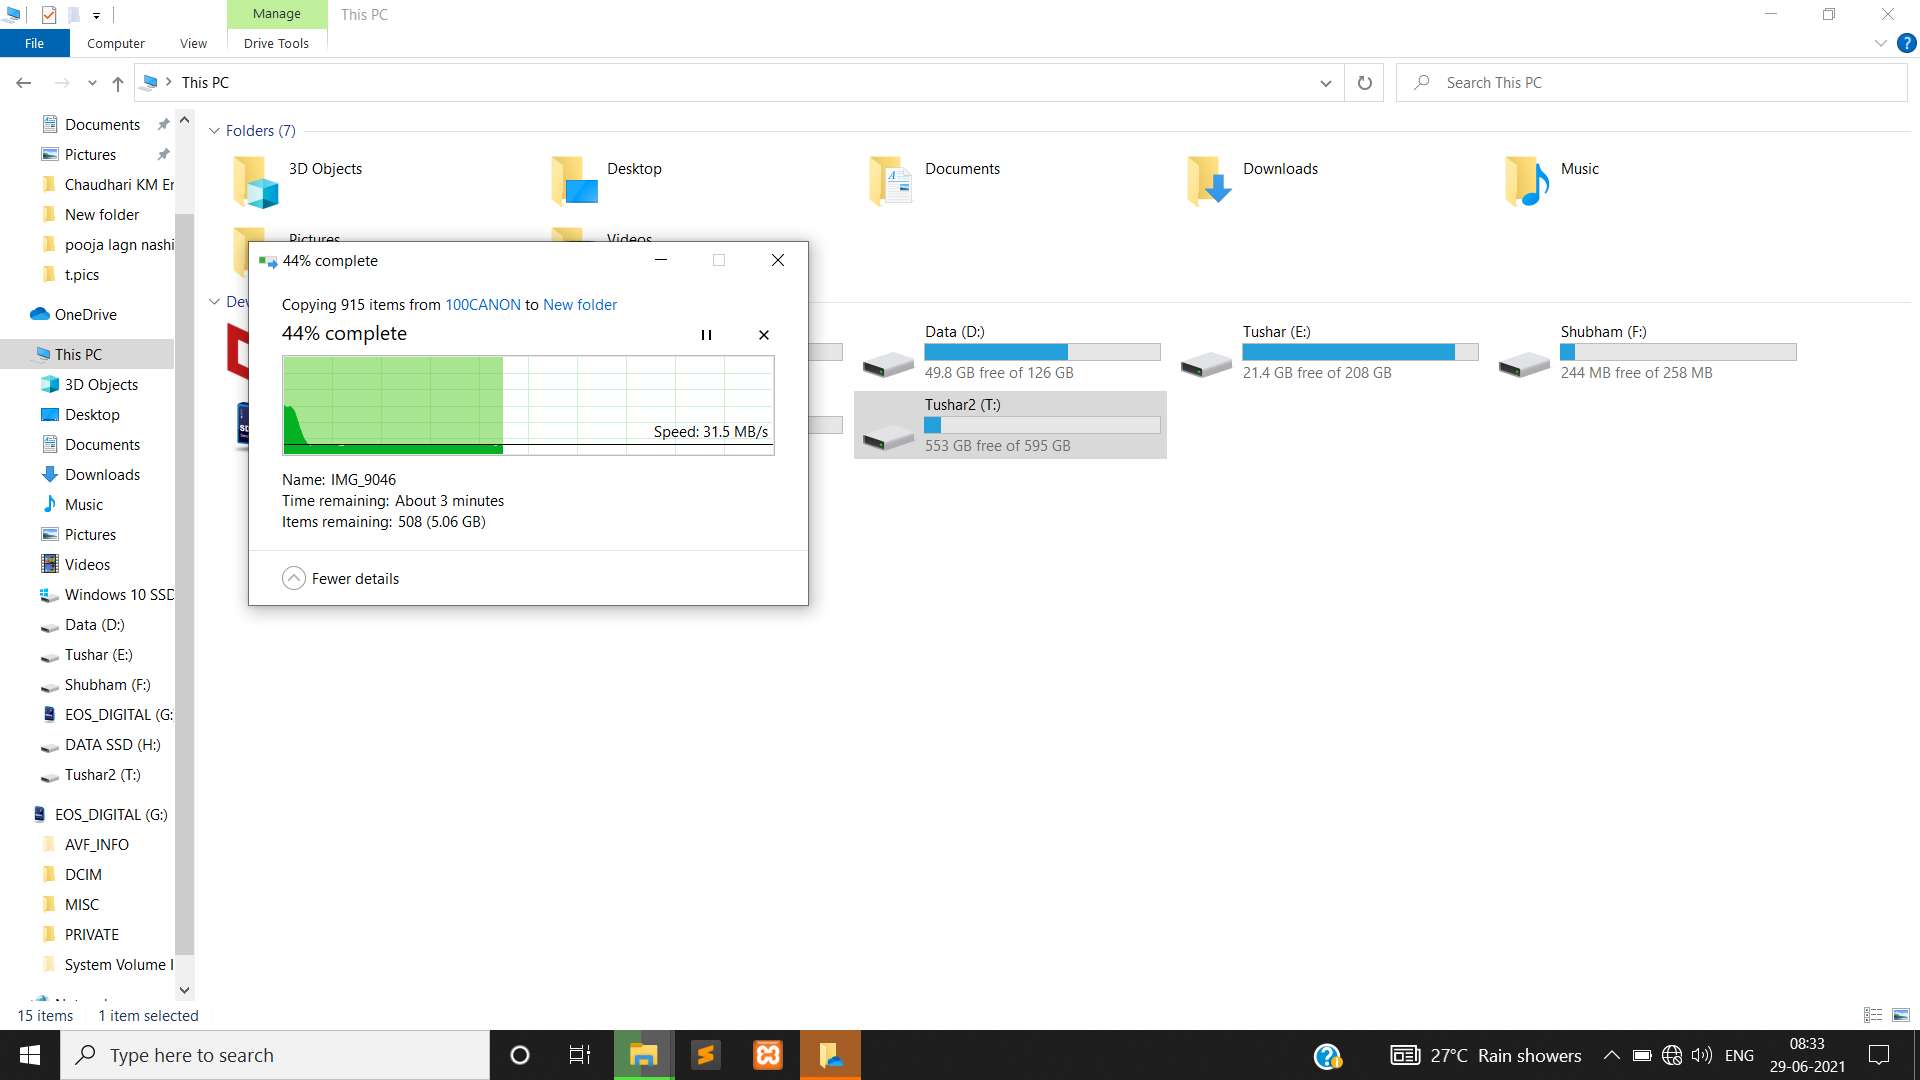 Manage
This PC
File
Computer
View
Drive Tools
This PC
Search This PC
Documents
Pictures
Chaudhari KM Er
New folder
pooja lagn nashi
t.pics
OneDrive
This PC
3D Objects
Desktop
Documents
Downloads
Music
Pictures
Videos
Windows 10 SSD
Data (D:)
Tushar (E:)
Shubham (F:)
EOS_DIGITAL (G:
DATA SSD (H:)
Tushar2 (T:)
EOS_DIGITAL (G:)
AVF_INFO
DCIM
MISC
PRIVATE
System Volume I
Folders (7)
3D Objects
Desktop
Documents
Downloads
Music
Pictures
Videos
Dev
Data (D:)
49.8 GB free of 126 GB
Tushar (E:)
21.4 GB free of 208 GB
Shubham (F:)
244 MB free of 258 MB
Tushar2 (T:)
553 GB free of 595 GB
44% complete
Copying 915 items from 100CANON to New folder
44% complete
Speed: 31.5 MB/s
Name: IMG_9046
Time remaining: About 3 minutes
Items remaining: 508 (5.06 GB)
Fewer details
15 items
1 item selected
Type here to search
27°C Rain showers
ENG
08:33
29-06-2021